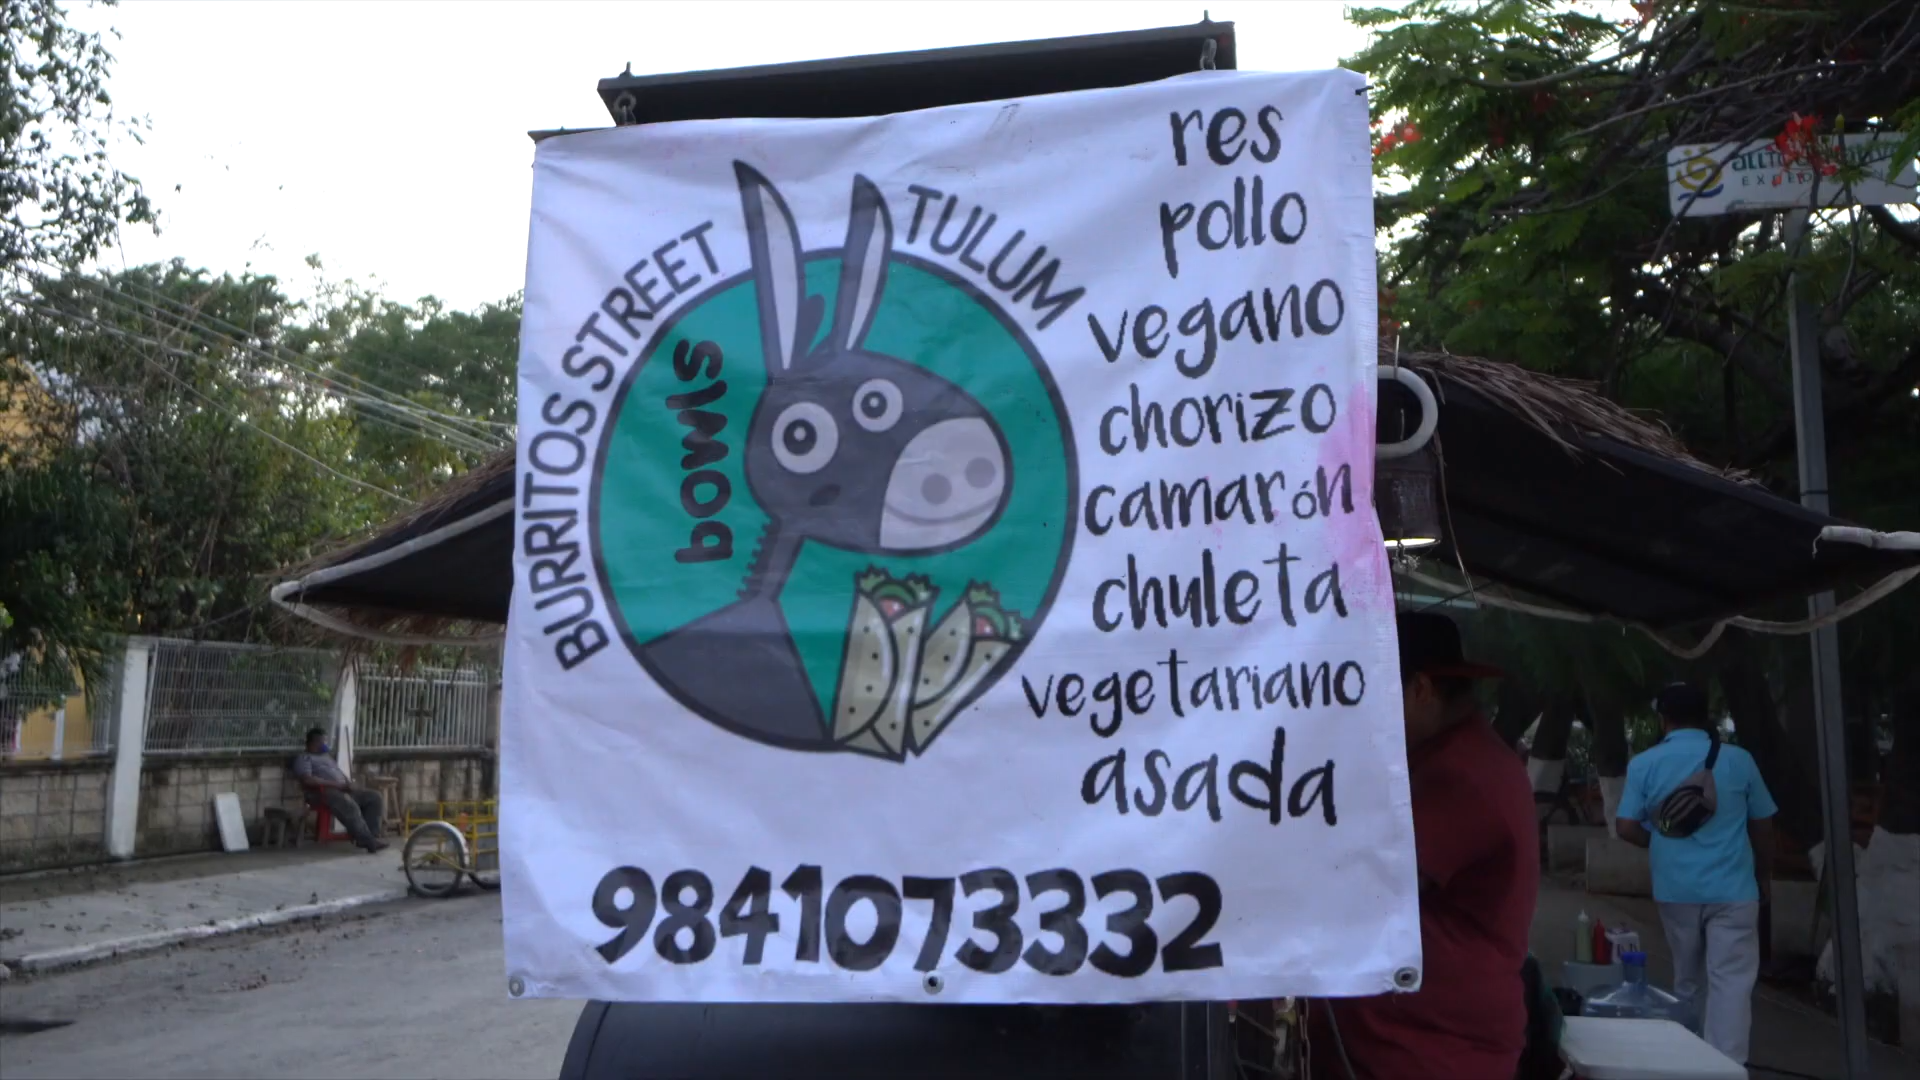 BURRITOS STREET TULUM
bowls
res
pollo
vegano
chorizo
camarón
chuleta
vegetariano
asada
9841073332